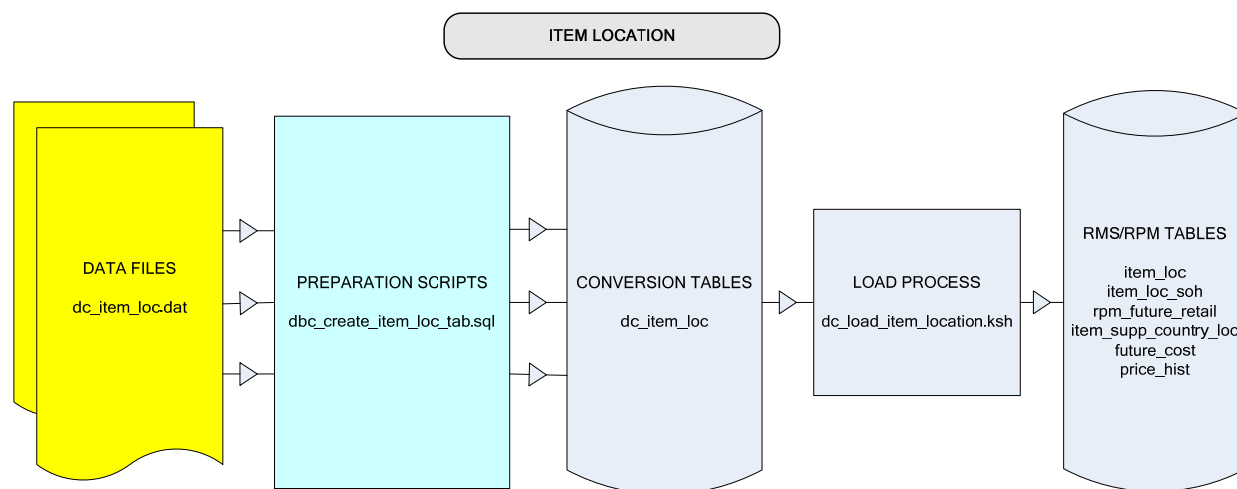 ITEM LOCATION
DATA FILES
dc_item_loc.dat
PREPARATION SCRIPTS
dbc_create_item_loc_tab.sql
CONVERSION TABLES
dc_item_loc
LOAD PROCESS
dc_load_item_location.ksh
RMS/RPM TABLES
item_loc
item_loc_soh
rpm_future_retail
item_supp_country_loc
future_cost
price_hist